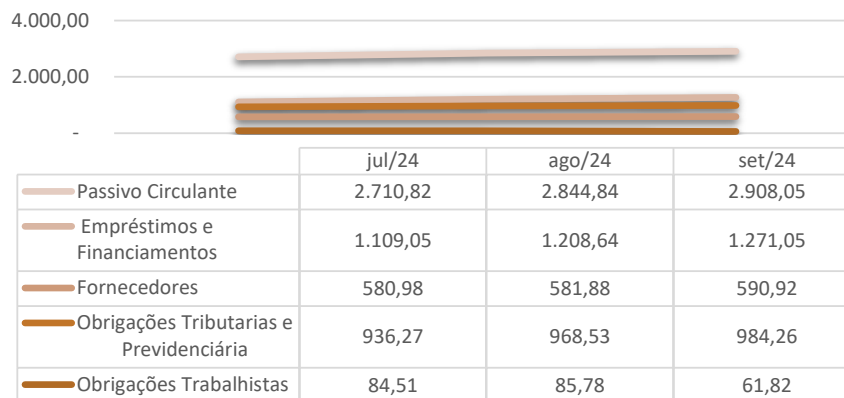 4.000,00
2.000,00
-
jul/24 ago/24 set/24
Passivo Circulante 2.710,82 2.844,84 2.908,05
Empréstimos e
Financiamentos 1.109,05 1.208,64 1.271,05
Fornecedores 580,98 581,88 590,92
Obrigações Tributarias e
Previdenciária 936,27 968,53 984,26
Obrigações Trabalhistas 84,51 85,78 61,82